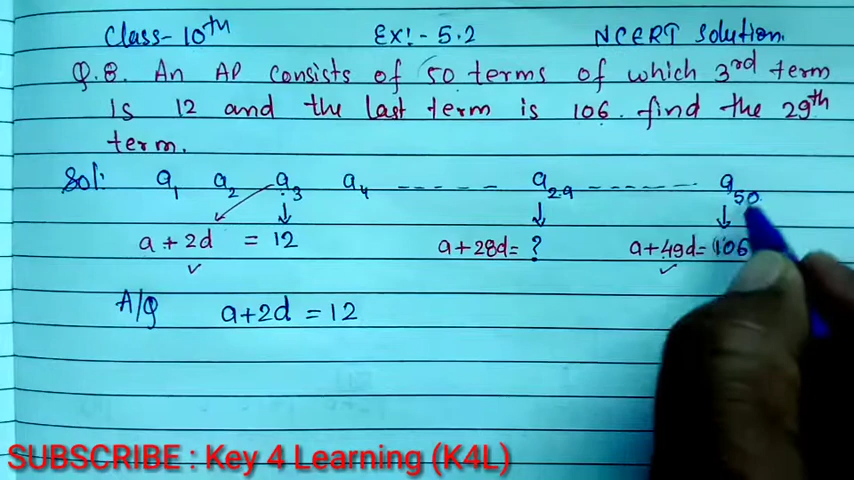 Class- 10th Ex!- 5.2 NCERT Solution.
Q.8. An AP consists of 50 terms of which 3rd term
is 12 and the last term is 106. find the 29th
term.
Sol: a1 a2 a3 a4 ----- a29 ------ a50
a+2d = 12 a+28d= ? a+49d= 106
A/Q a+2d = 12
SUBSCRIBE : Key 4 Learning (K4L)